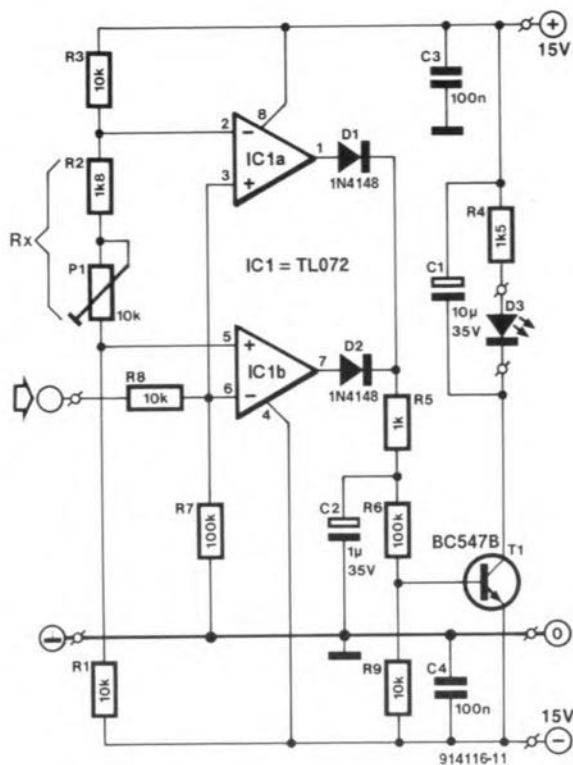 +
15V
R3
10k
C3
100n
8
2
−
IC1a
1
D1
1N4148
3
+
R2
1k8
Rx
P1
10k
R4
1k5
C1
10µ
35V
D3
IC1 = TL072
5
+
IC1b
7
D2
1N4148
6
−
4
R8
10k
R5
1k
R7
100k
C2
1µ
35V
R6
100k
BC547B
T1
⊥
0
R1
10k
R9
10k
C4
100n
15V
−
914116-11